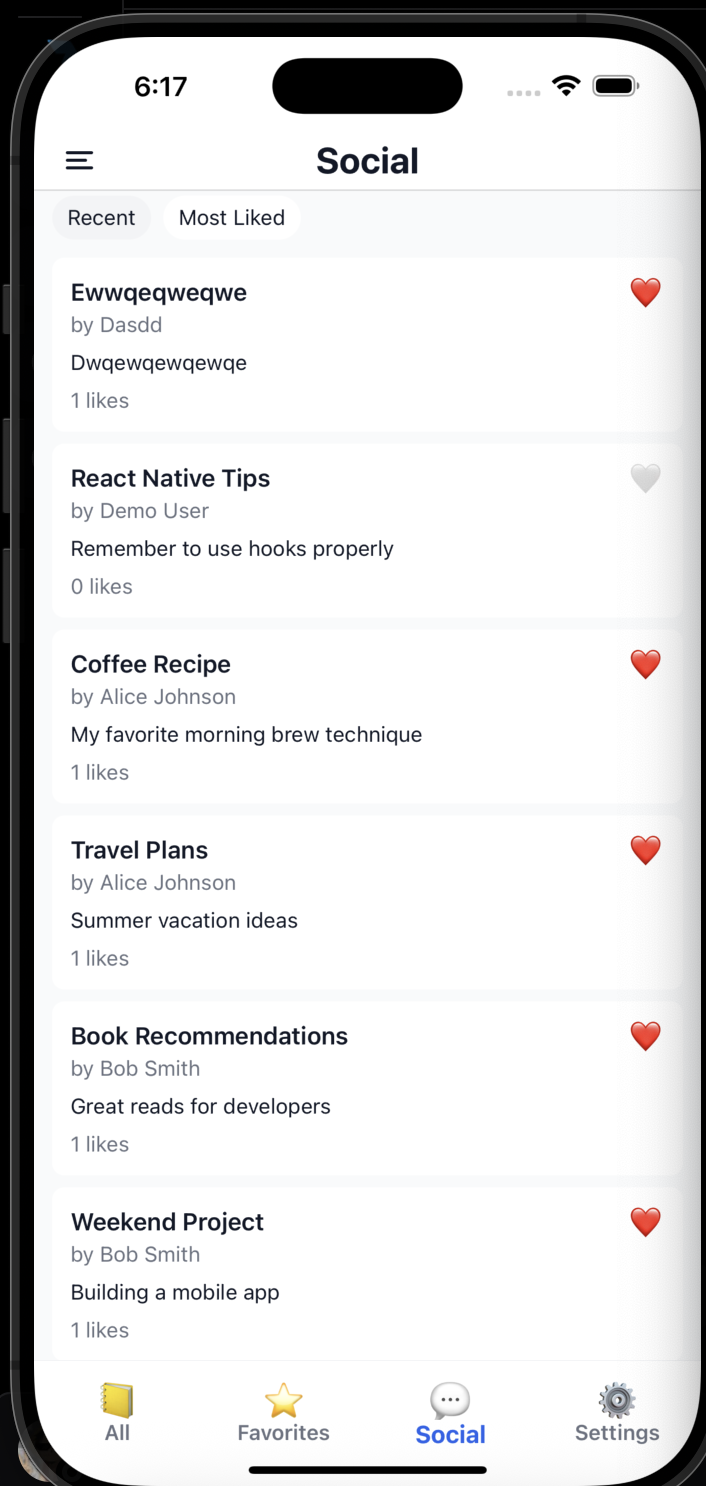 6:17
Social
Recent
Most Liked
Ewwqeqweqwe
by Dasdd
Dwqewqewqewqe
1 likes
React Native Tips
by Demo User
Remember to use hooks properly
0 likes
Coffee Recipe
by Alice Johnson
My favorite morning brew technique
1 likes
Travel Plans
by Alice Johnson
Summer vacation ideas
1 likes
Book Recommendations
by Bob Smith
Great reads for developers
1 likes
Weekend Project
by Bob Smith
Building a mobile app
1 likes
All
Favorites
Social
Settings